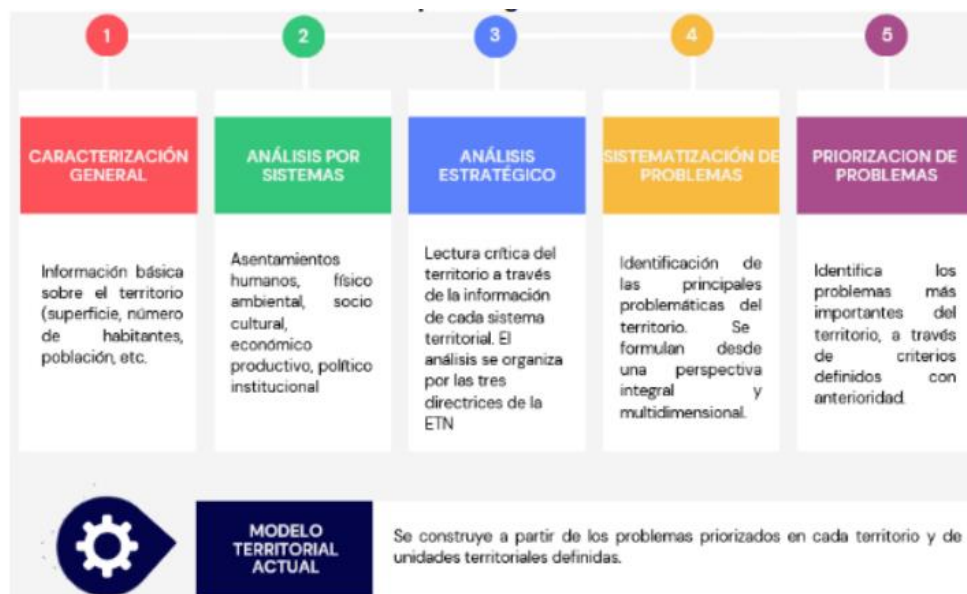 1
2
3
4
5
CARACTERIZACIÓN
GENERAL
Información básica
sobre el territorio
(superficie, número
de habitantes,
población, etc.
ANÁLISIS POR
SISTEMAS
Asentamientos
humanos, físico
ambiental, socio
cultural,
económico
productivo, político
institucional
ANÁLISIS
ESTRATÉGICO
Lectura crítica del
territorio a través
de la información
de cada sistema
territorial. El
análisis se organiza
por las tres
directrices de la
ETN
SISTEMATIZACIÓN DE
PROBLEMAS
Identificación de
las principales
problemáticas del
territorio. Se
formulan desde
una perspectiva
integral y
multidimensional.
PRIORIZACION DE
PROBLEMAS
Identifica los
problemas más
importantes del
territorio, a través
de criterios
definidos con
anterioridad.
MODELO
TERRITORIAL
ACTUAL
Se construye a partir de los problemas priorizados en cada territorio y de
unidades territoriales definidas.